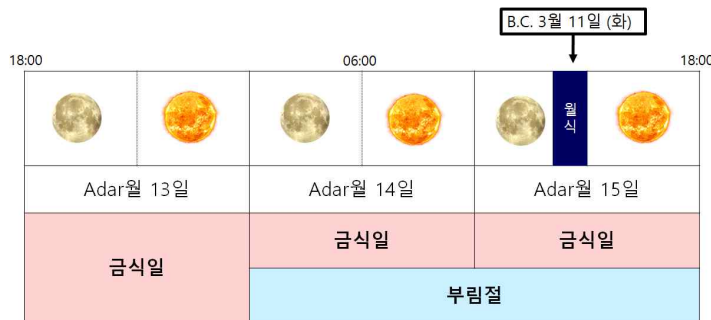 B.C. 3월 11일 (화)
18:00
06:00
18:00
월
식
Adar월 13일
Adar월 14일
Adar월 15일
금식일
금식일
금식일
부림절